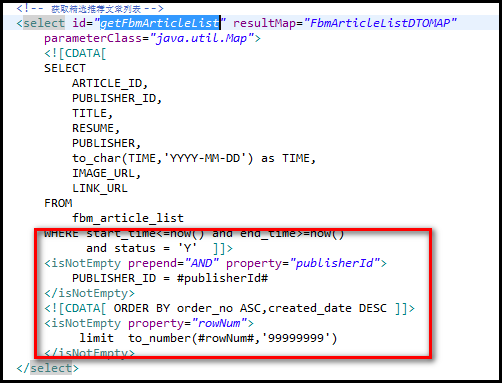 <!-- 获取精选推荐文章列表 -->
<select id="getFbmArticleList" resultMap="FbmArticleListDTOMAP"
parameterClass="java.util.Map">
<![CDATA[
SELECT
ARTICLE_ID,
PUBLISHER_ID,
TITLE,
RESUME,
PUBLISHER,
to_char(TIME,'YYYY-MM-DD') as TIME,
IMAGE_URL,
LINK_URL
FROM
fbm_article_list
WHERE start_time<=now() and end_time>=now()
and status = 'Y' ]]>
<isNotEmpty prepend="AND" property="publisherId">
PUBLISHER_ID = #publisherId#
</isNotEmpty>
<![CDATA[ ORDER BY order_no ASC,created_date DESC ]]>
<isNotEmpty property="rowNum">
limit to_number(#rowNum#,'99999999')
</isNotEmpty>
</select>